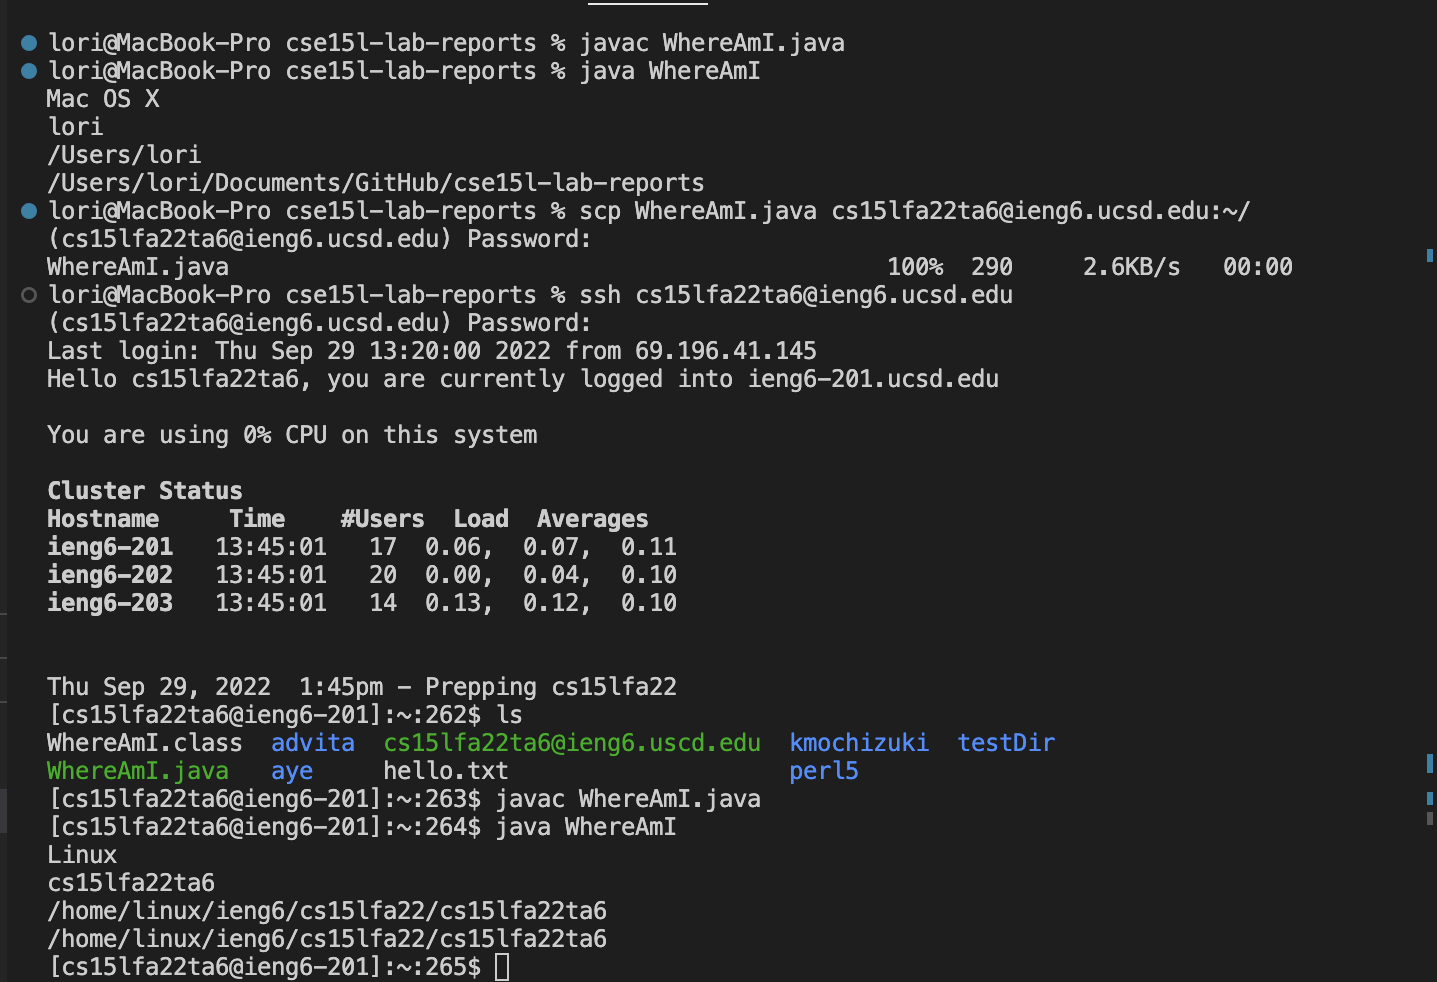 lori@MacBook-Pro cse15l-lab-reports % javac WhereAmI.java
lori@MacBook-Pro cse15l-lab-reports % java WhereAmI
Mac OS X
lori
/Users/lori
/Users/lori/Documents/GitHub/cse15l-lab-reports
lori@MacBook-Pro cse15l-lab-reports % scp WhereAmI.java cs15lfa22ta6@ieng6.ucsd.edu:~/
(cs15lfa22ta6@ieng6.ucsd.edu) Password:
WhereAmI.java 100% 290 2.6KB/s 00:00
lori@MacBook-Pro cse15l-lab-reports % ssh cs15lfa22ta6@ieng6.ucsd.edu
(cs15lfa22ta6@ieng6.ucsd.edu) Password:
Last login: Thu Sep 29 13:20:00 2022 from 69.196.41.145
Hello cs15lfa22ta6, you are currently logged into ieng6-201.ucsd.edu
You are using 0% CPU on this system
Cluster Status
Hostname Time #Users Load Averages
ieng6-201 13:45:01 17 0.06, 0.07, 0.11
ieng6-202 13:45:01 20 0.00, 0.04, 0.10
ieng6-203 13:45:01 14 0.13, 0.12, 0.10
Thu Sep 29, 2022 1:45pm - Prepping cs15lfa22
[cs15lfa22ta6@ieng6-201]:~:262$ ls
WhereAmI.class advita cs15lfa22ta6@ieng6.uscd.edu kmochizuki testDir
WhereAmI.java aye hello.txt perl5
[cs15lfa22ta6@ieng6-201]:~:263$ javac WhereAmI.java
[cs15lfa22ta6@ieng6-201]:~:264$ java WhereAmI
Linux
cs15lfa22ta6
/home/linux/ieng6/cs15lfa22/cs15lfa22ta6
/home/linux/ieng6/cs15lfa22/cs15lfa22ta6
[cs15lfa22ta6@ieng6-201]:~:265$